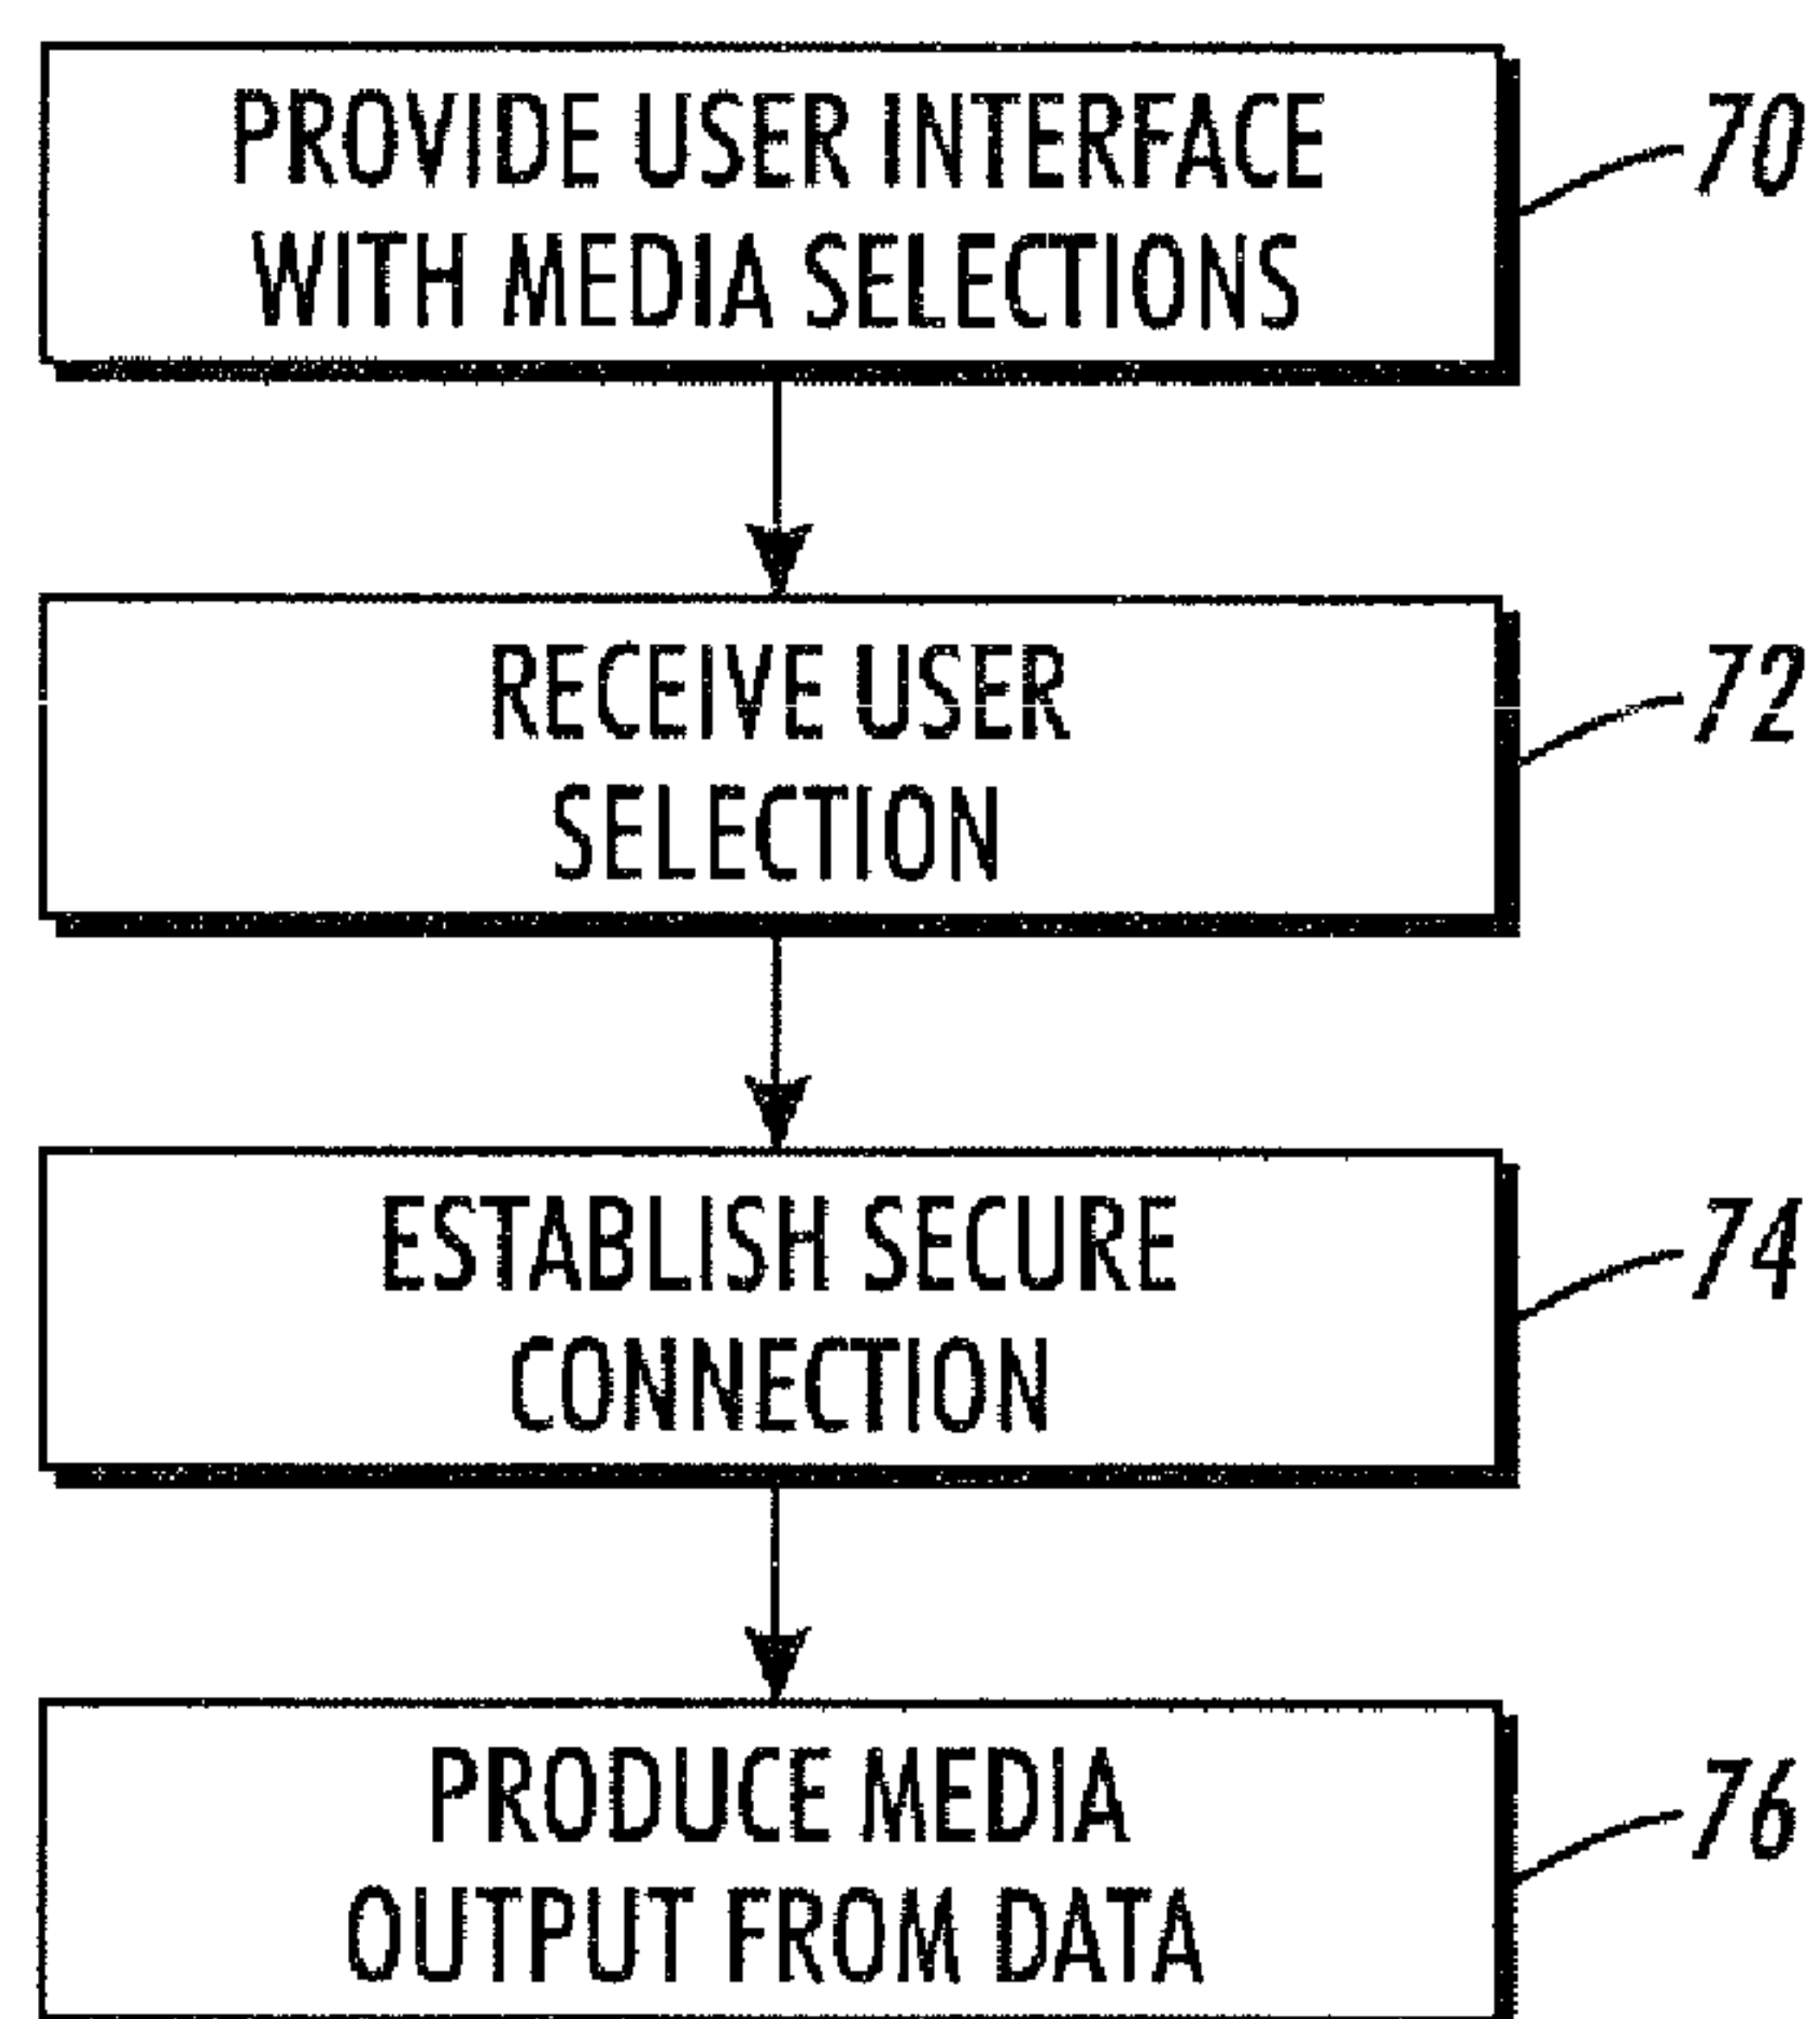 PROVIDE USER INTERFACE
WITH MEDIA SELECTIONS
70
RECEIVE USER
SELECTION
72
ESTABLISH SECURE
CONNECTION
74
PRODUCE MEDIA
OUTPUT FROM DATA
76